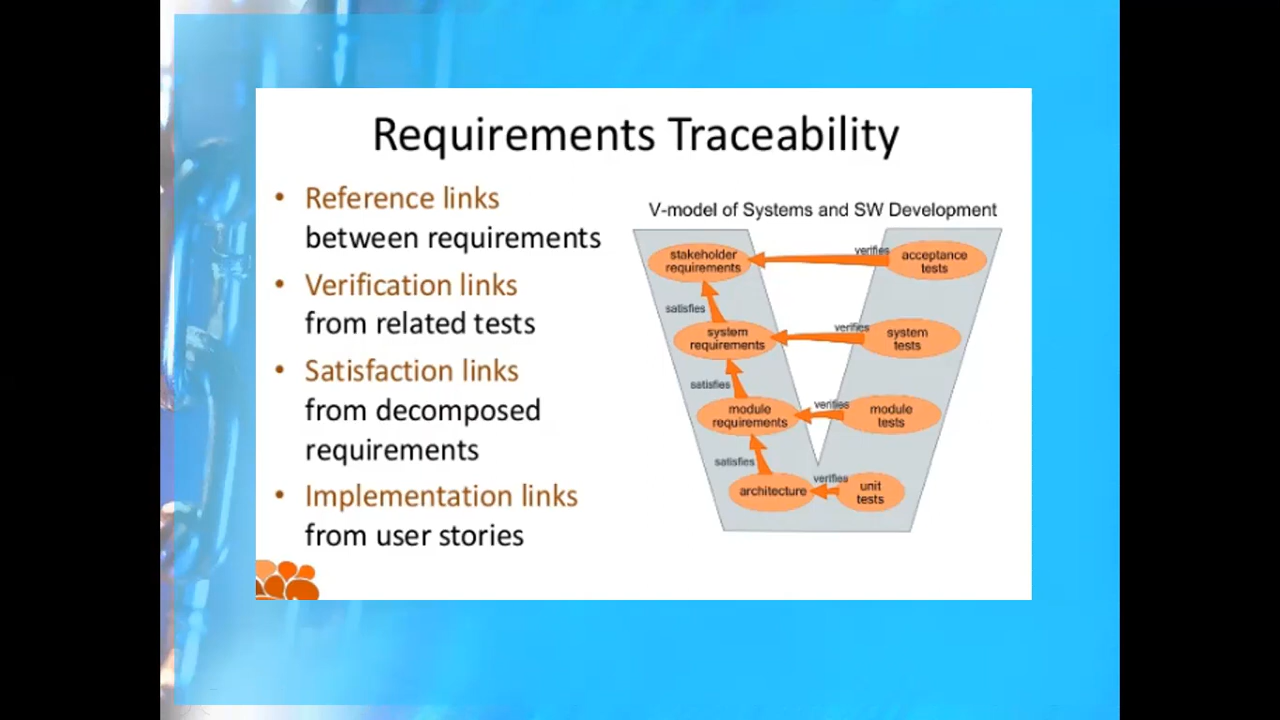 Requirements Traceability
• Reference links
between requirements
• Verification links
from related tests
• Satisfaction links
from decomposed
requirements
• Implementation links
from user stories
V-model of Systems and SW Development
stakeholder
requirements
verifies
acceptance
tests
satisfies
system
requirements
verifies
system
tests
satisfies
module
requirements
verifies
module
tests
satisfies
architecture
verifies
unit
tests